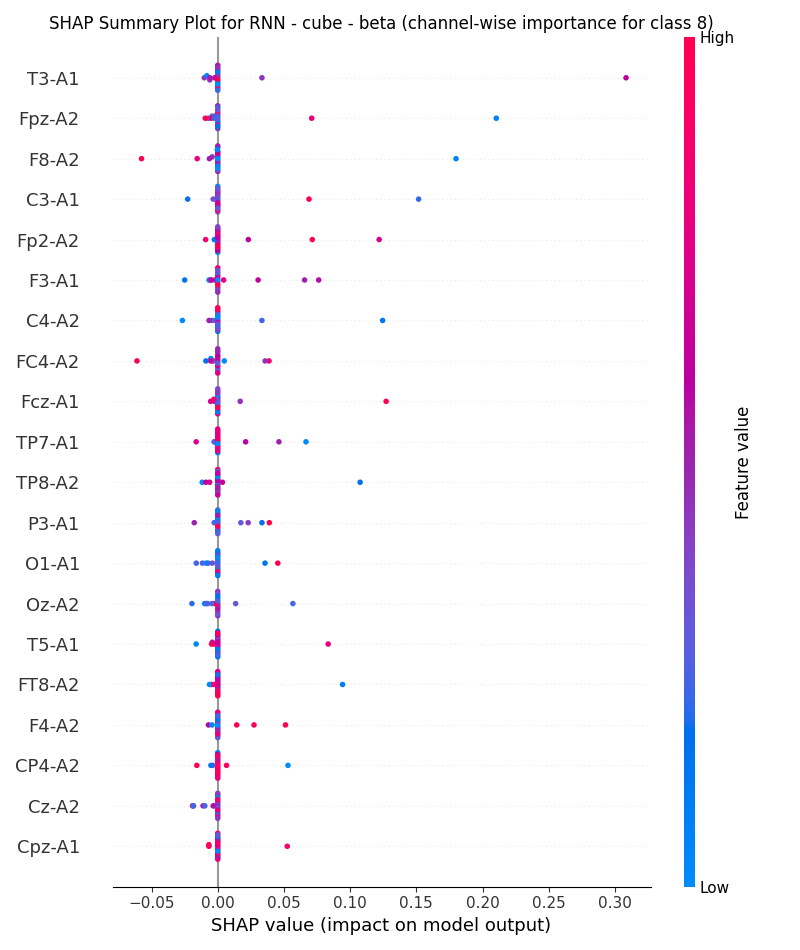 SHAP Summary Plot for RNN - cube - beta (channel-wise importance for class 8)
High
T3-A1
Fpz-A2
F8-A2
C3-A1
Fp2-A2
F3-A1
C4-A2
FC4-A2
Fcz-A1
TP7-A1
TP8-A2
P3-A1
O1-A1
Oz-A2
T5-A1
FT8-A2
F4-A2
CP4-A2
Cz-A2
Cpz-A1
Feature value
Low
−0.05 0.00 0.05 0.10 0.15 0.20 0.25 0.30
SHAP value (impact on model output)